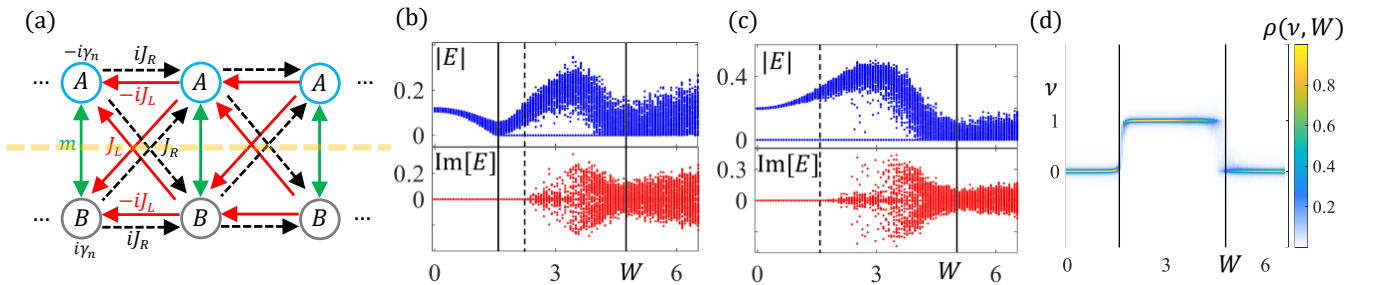 (a)
−iγn
iJR
A
A
A
...
...
−iJL
m
JL
JR
B
B
B
...
...
−iJL
iγn
iJR
(b)
|E|
0.2
0
Im[E]
0.2
0
0
3
W
6
(c)
|E|
0.4
0
Im[E]
0.3
0
0
3
W
6
(d)
ρ(ν,W)
ν
1
0
0
3
W
6
0.8
0.6
0.4
0.2